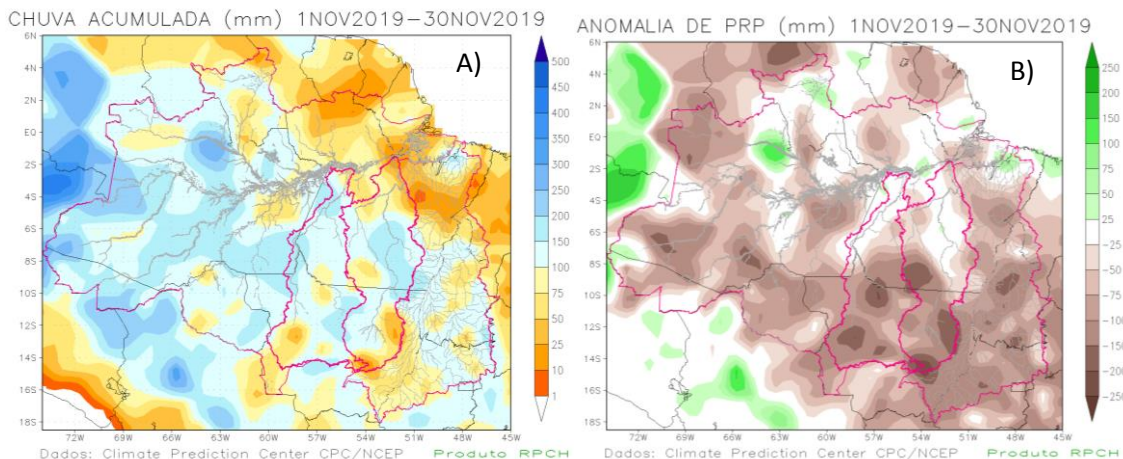 CHUVA ACUMULADA (mm) 1NOV2019–30NOV2019
A)
6N
4N
2N
EQ
2S
4S
6S
8S
10S
12S
14S
16S
18S
72W 69W 66W 63W 60W 57W 54W 51W 48W 45W
500
450
400
350
300
250
200
150
100
50
25
10
1
Dados: Climate Prediction Center CPC/NCEP Produto RPCH
ANOMALIA DE PRP (mm) 1NOV2019–30NOV2019
B)
6N
4N
2N
EQ
2S
4S
6S
8S
10S
12S
14S
16S
18S
72W 69W 66W 63W 60W 57W 54W 51W 48W 45W
250
200
150
100
50
25
-25
-50
-100
-150
-200
-250
Dados: Climate Prediction Center CPC/NCEP Produto RPCH